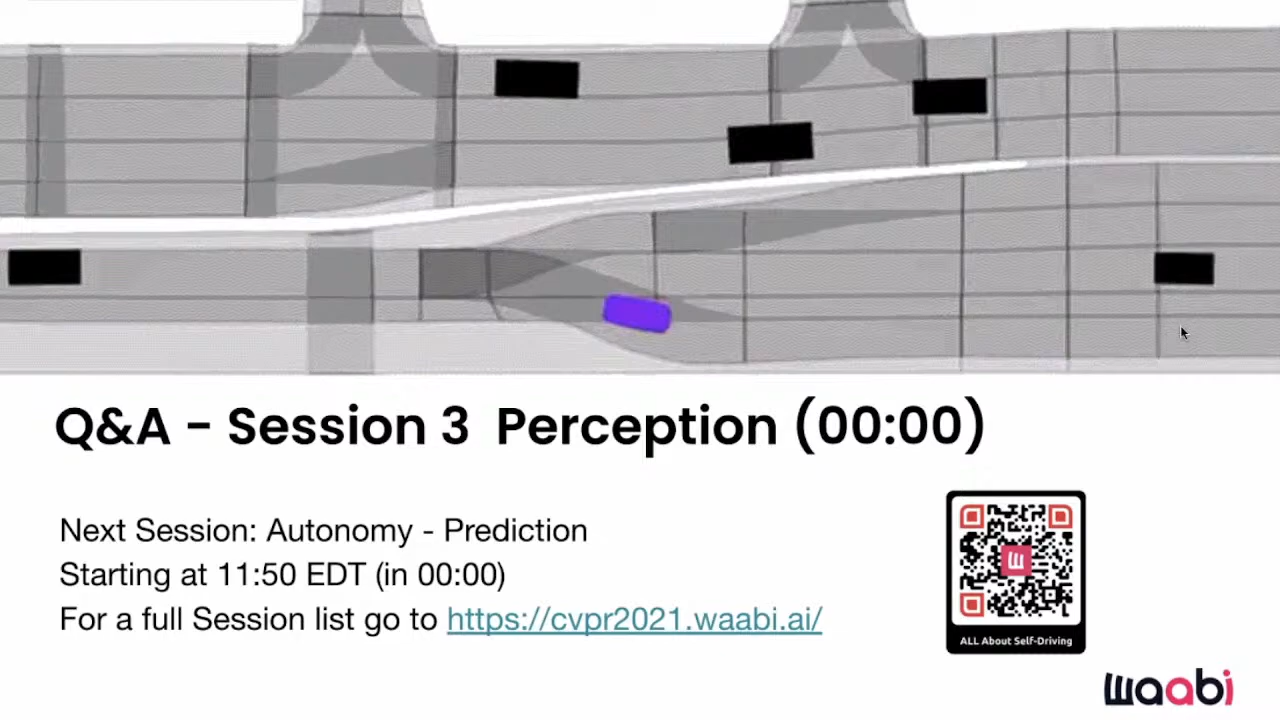 Q&A - Session 3 Perception (00:00)
Next Session: Autonomy - Prediction
Starting at 11:50 EDT (in 00:00)
For a full Session list go to https://cvpr2021.waabi.ai/
ALL About Self-Driving
waabi